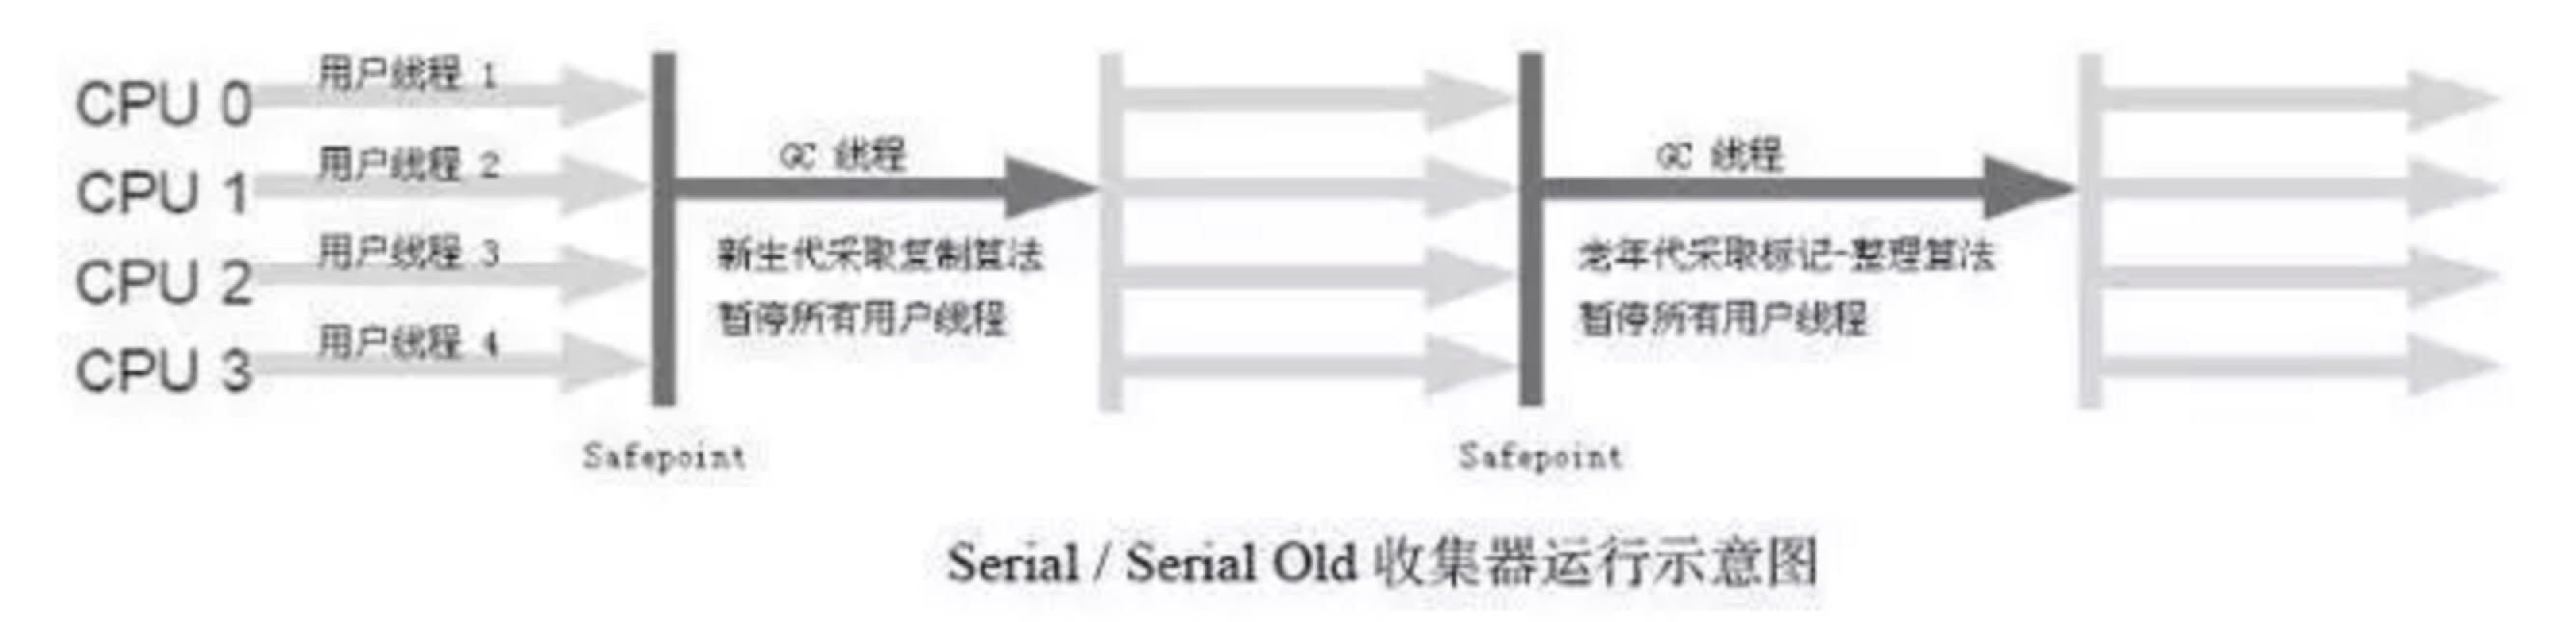 CPU 0 用户线程 1
CPU 1 用户线程 2
CPU 2 用户线程 3
CPU 3 用户线程 4
GC 线程
新生代采取复制算法
暂停所有用户线程
Safepoint
GC 线程
老年代采取标记-整理算法
暂停所有用户线程
Safepoint
Serial / Serial Old 收集器运行示意图